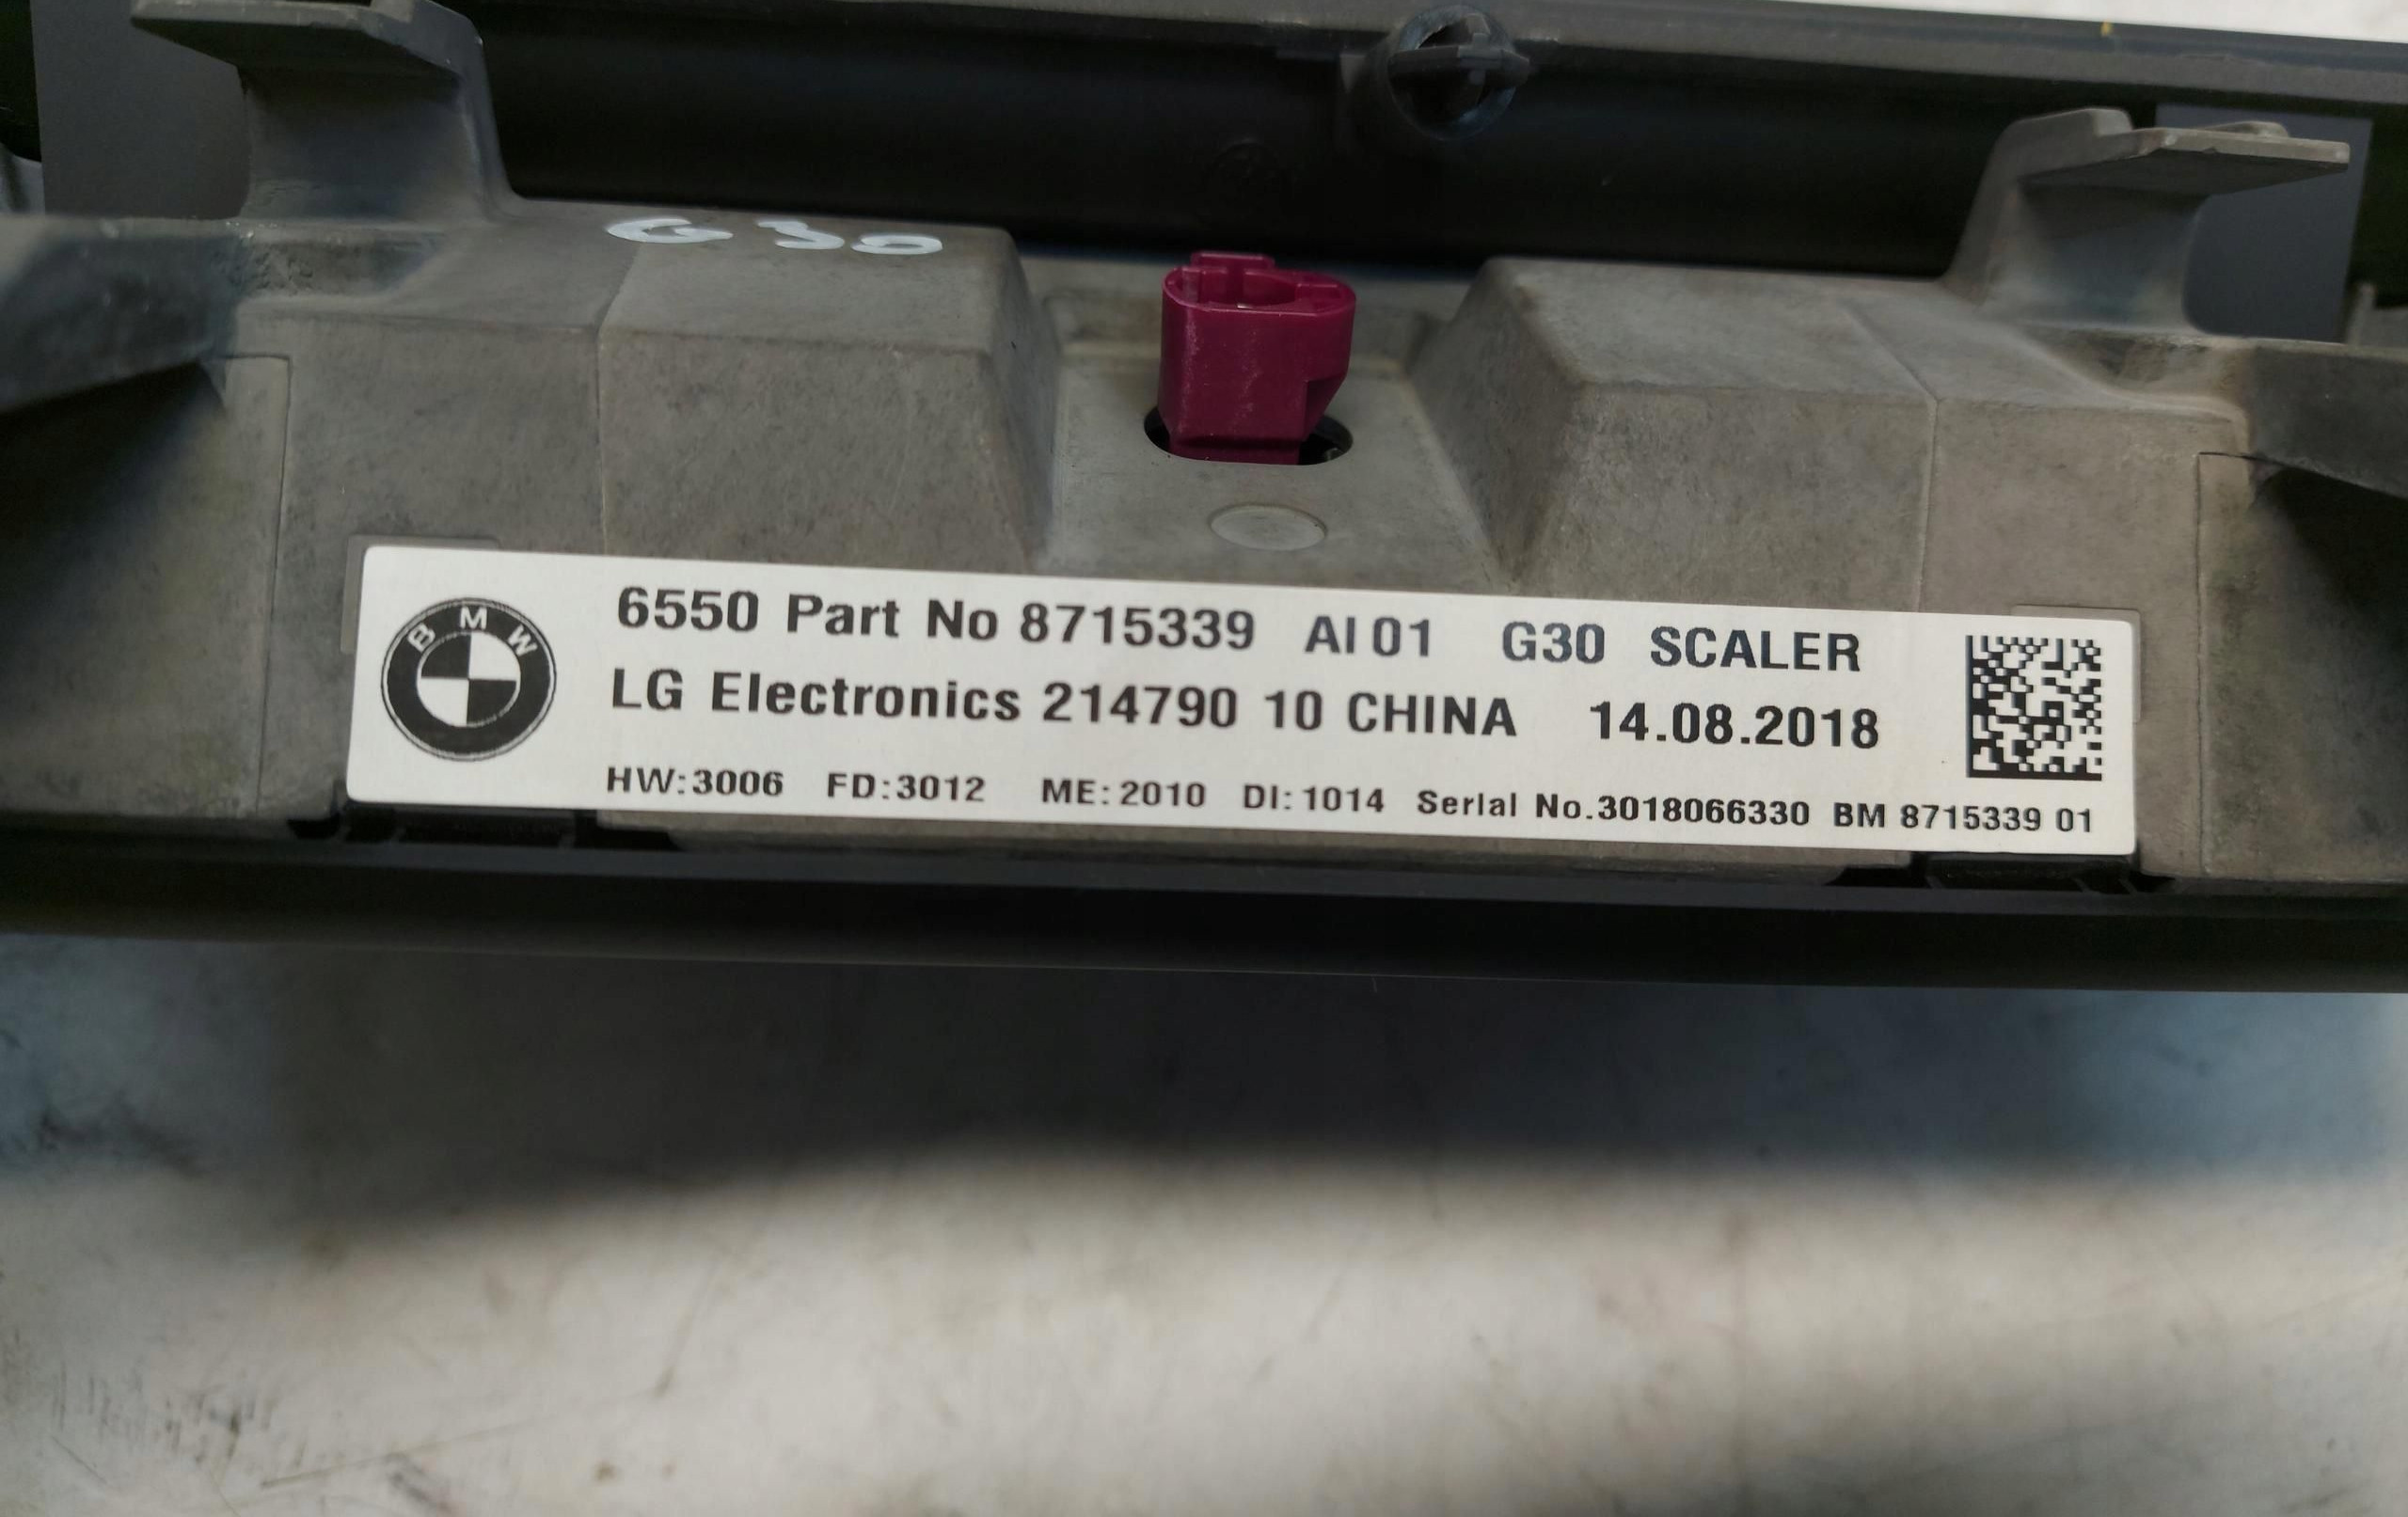 G30
BMW
6550 Part No 8715339 AI 01 G30 SCALER
LG Electronics 214790 10 CHINA 14.08.2018
HW:3006 FD:3012 ME:2010 DI:1014 Serial No.3018066330 BM 8715339 01